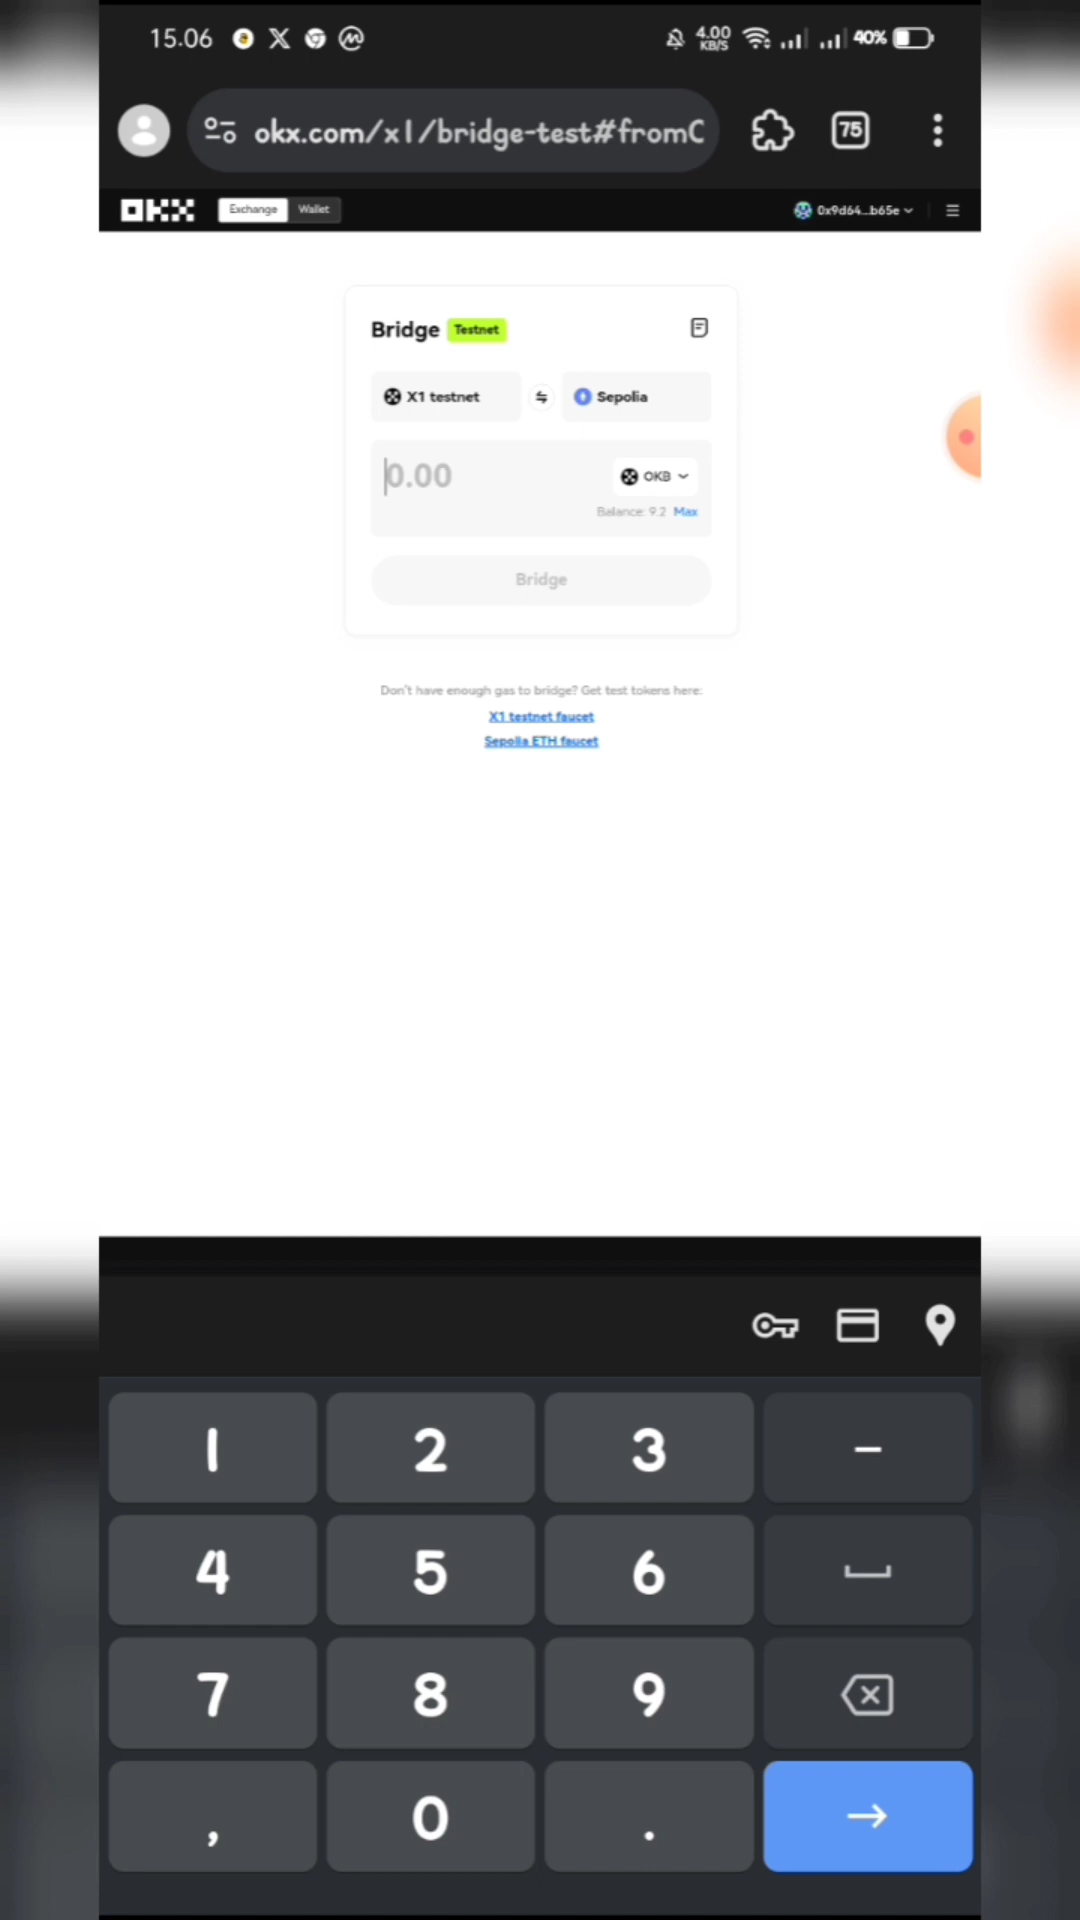 15.06 4.00 KB/S 40%
okx.com/x1/bridge-test#fromC 75
OKX Exchange Wallet 0x9d64...b65e
Bridge Testnet
X1 testnet Sepolia
0.00 OKB
Balance: 9.2 Max
Bridge
Don't have enough gas to bridge? Get test tokens here:
X1 testnet faucet
Sepolia ETH faucet
1 2 3 -
4 5 6
7 8 9
, 0 .